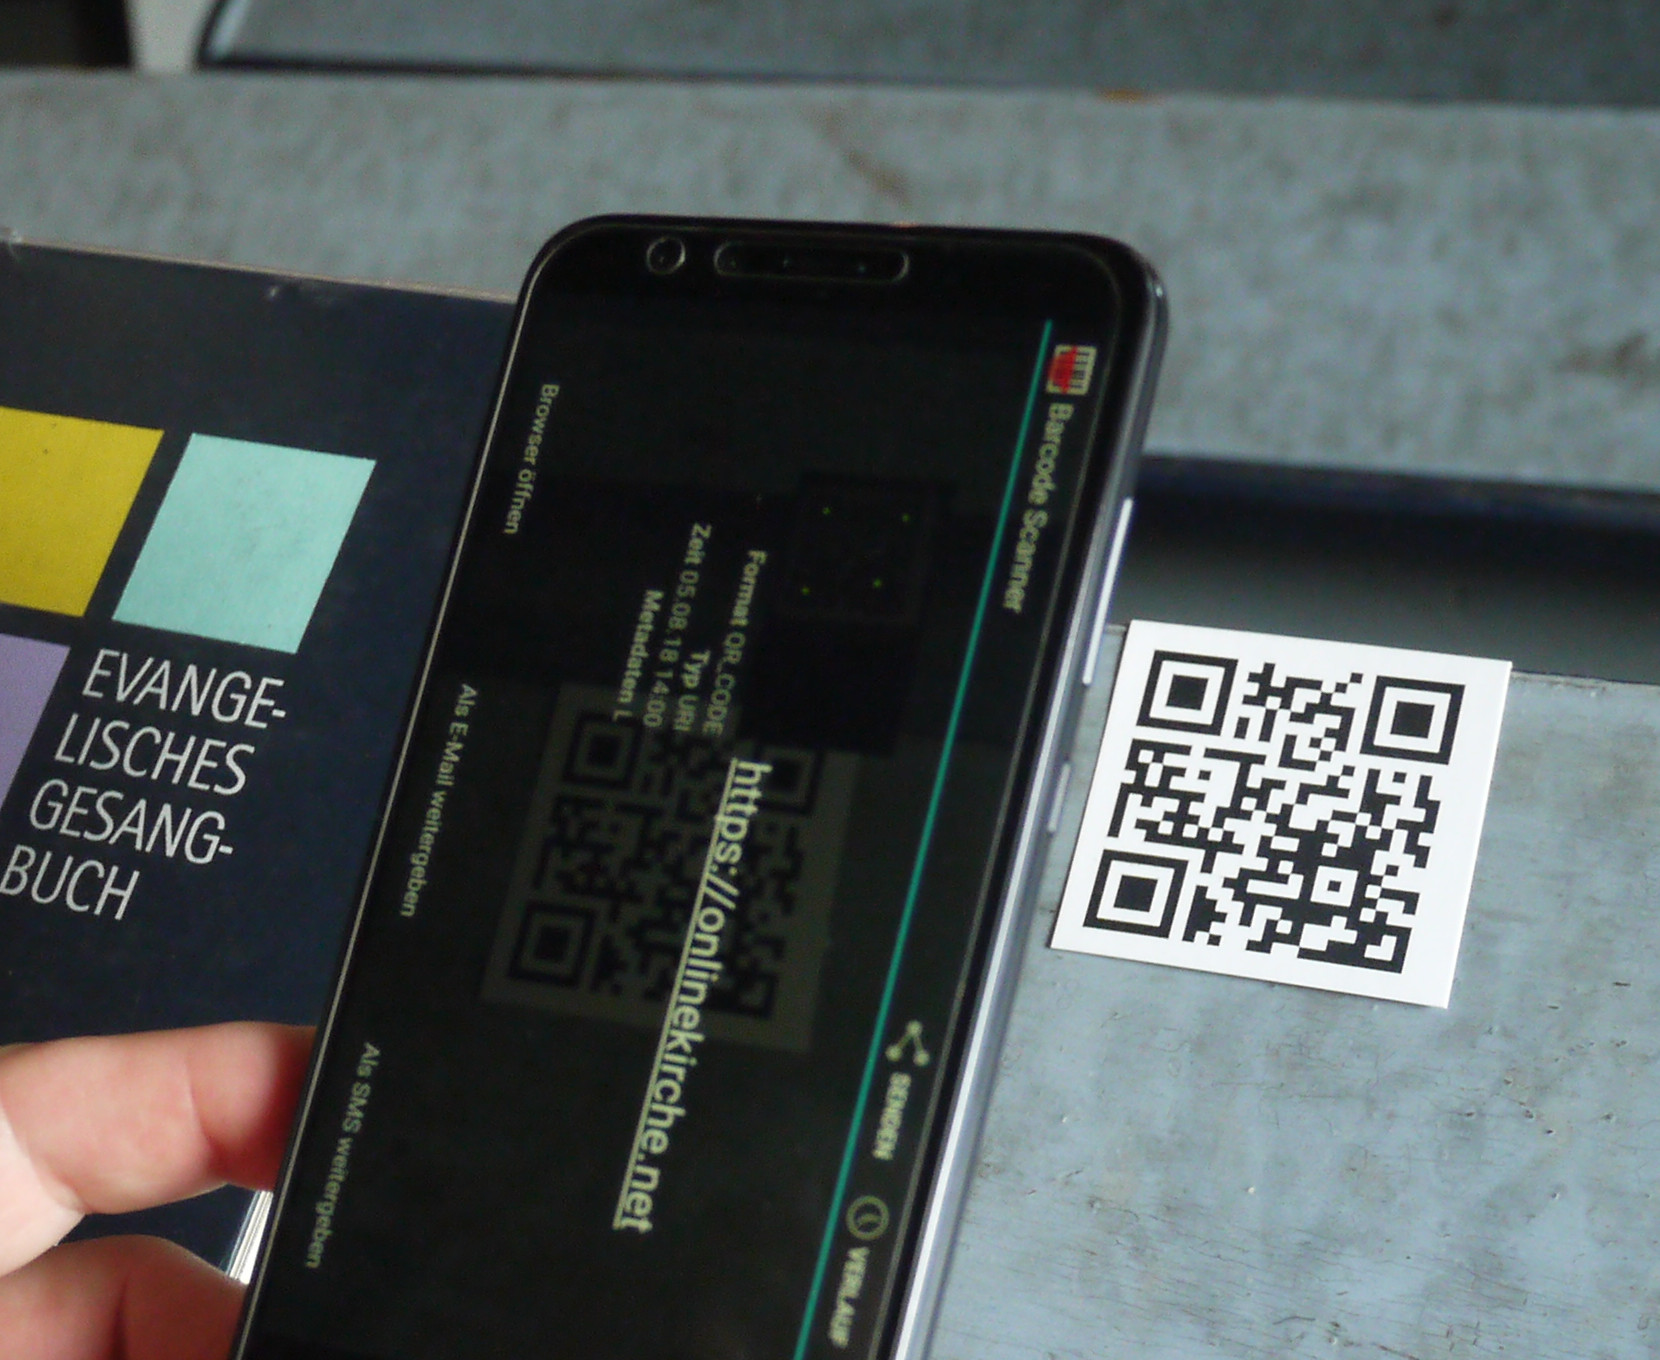 EVANGE-
LISCHES
GESANG-
BUCH
Barcode Scanner
SENDEN
VERLAUF
Format QR_CODE
Typ URI
Zeit 05.08.18 14:00
Metadaten L
https://onlinekirche.net
Browser öffnen
Als E-Mail weitergeben
Als SMS weitergeben